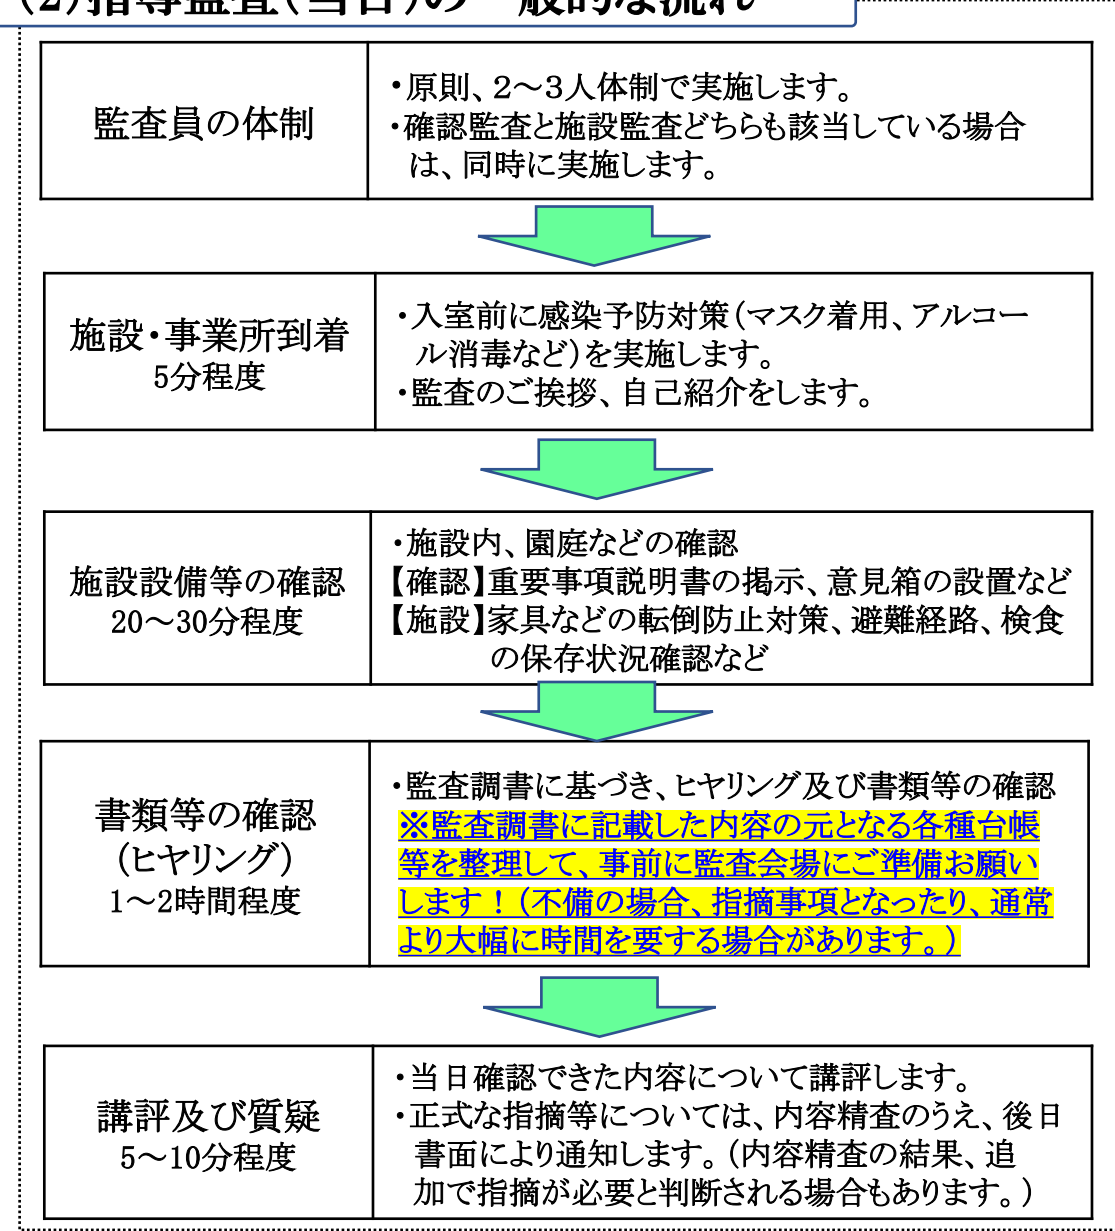 (2)指導監査(当日)の一般的な流れ
監査員の体制
・原則、２～３人体制で実施します。
・確認監査と施設監査どちらも該当している場合
は、同時に実施します。
施設・事業所到着
5分程度
・入室前に感染予防対策（マスク着用、アルコー
ル消毒など）を実施します。
・監査のご挨拶、自己紹介をします。
施設設備等の確認
20～30分程度
・施設内、園庭などの確認
【確認】重要事項説明書の掲示、意見箱の設置など
【施設】家具などの転倒防止対策、避難経路、検食
の保存状況確認など
書類等の確認
（ヒヤリング）
1～2時間程度
・監査調書に基づき、ヒヤリング及び書類等の確認
※監査調書に記載した内容の元となる各種台帳
等を整理して、事前に監査会場にご準備お願い
します！（不備の場合、指摘事項となったり、通常
より大幅に時間を要する場合があります。）
講評及び質疑
5～10分程度
・当日確認できた内容について講評します。
・正式な指摘等については、内容精査のうえ、後日
書面により通知します。（内容精査の結果、追
加で指摘が必要と判断される場合もあります。）